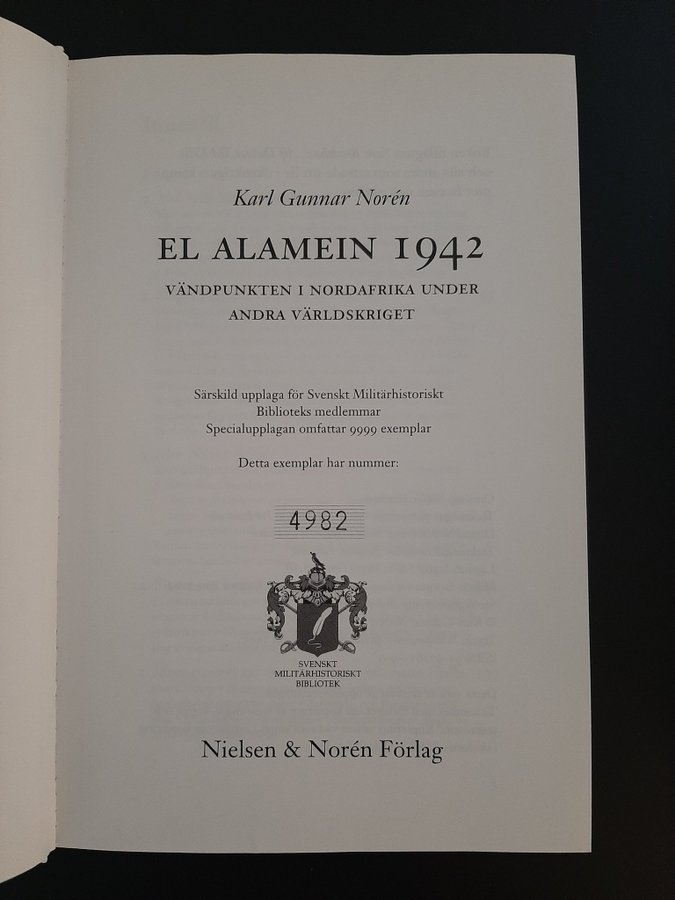 Karl Gunnar Norén
EL ALAMEIN 1942
VÄNDPUNKTEN I NORDAFRIKA UNDER
ANDRA VÄRLDSKRIGET
Särskild upplaga för Svenskt Militärhistoriskt
Biblioteks medlemmar
Specialupplagan omfattar 9999 exemplar
Detta exemplar har nummer:
4982
SVENSKT
MILITÄRHISTORISKT
BIBLIOTEK
Nielsen & Norén Förlag